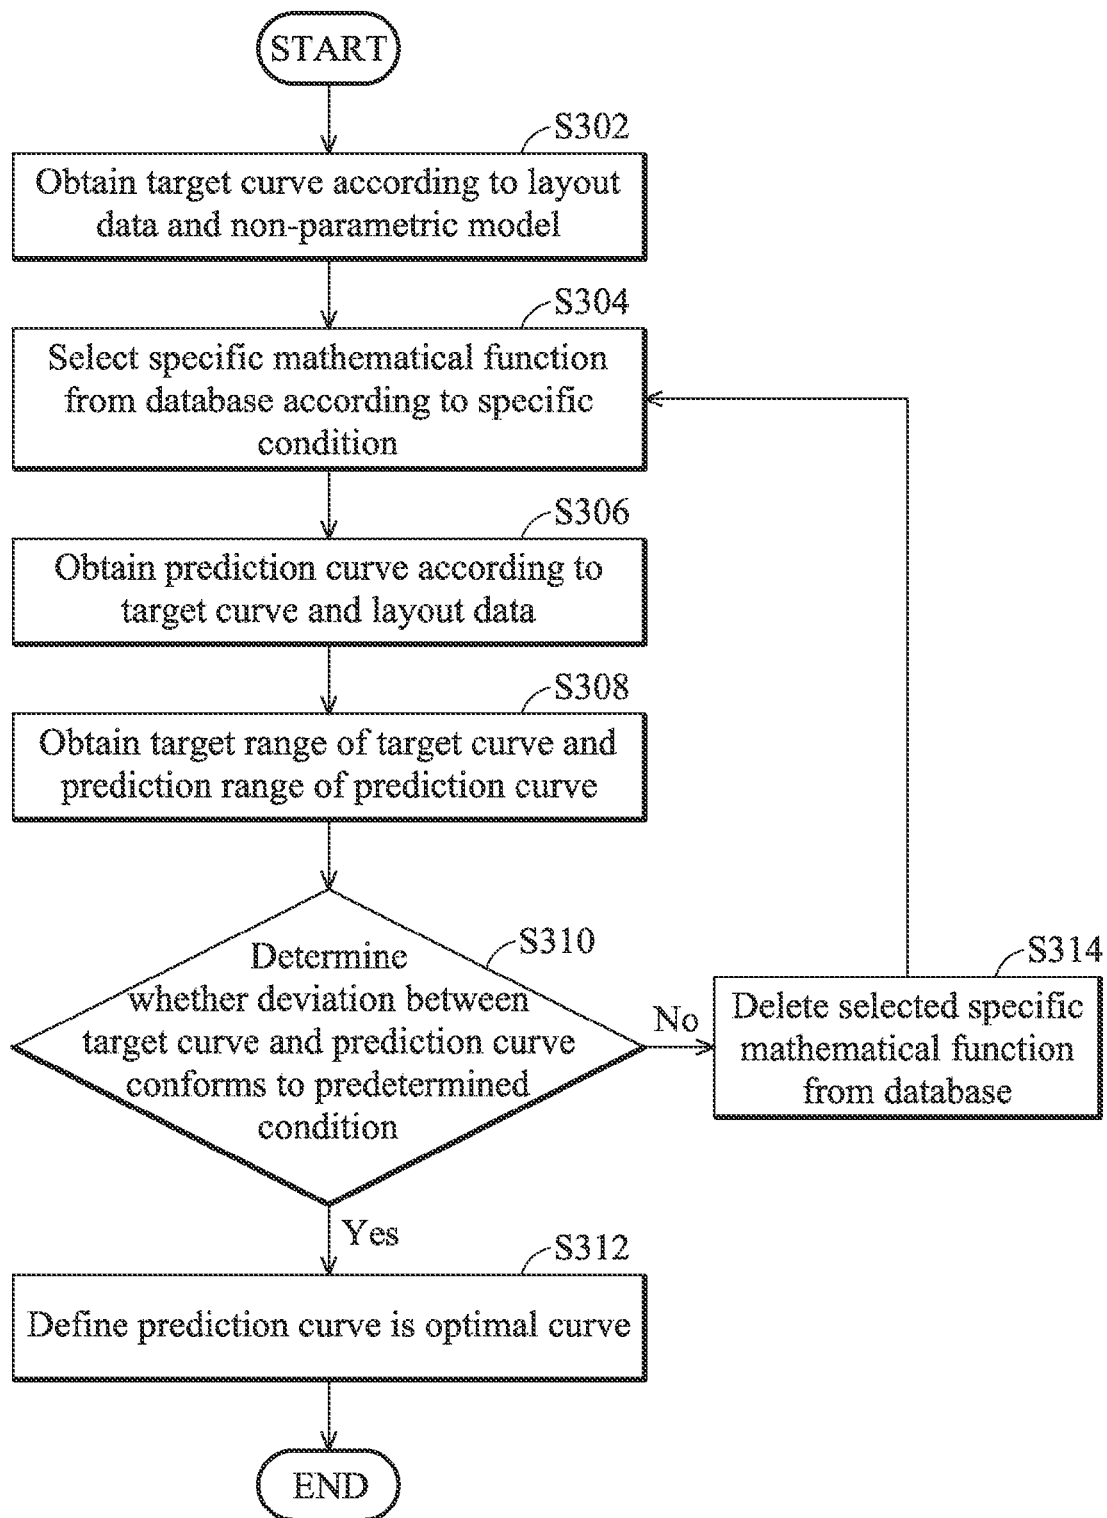 START
S302
Obtain target curve according to layout
data and non-parametric model
S304
Select specific mathematical function
from database according to specific
condition
S306
Obtain prediction curve according to
target curve and layout data
S308
Obtain target range of target curve and
prediction range of prediction curve
S310
Determine
whether deviation between
target curve and prediction curve
conforms to predetermined
condition
No
S314
Delete selected specific
mathematical function
from database
Yes
S312
Define prediction curve is optimal curve
END